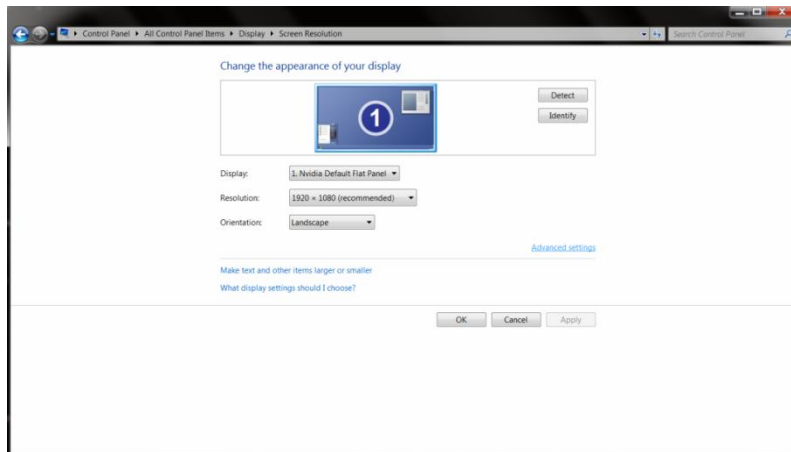 Control Panel ▸ All Control Panel Items ▸ Display ▸ Screen Resolution
Search Control Panel
Change the appearance of your display
1
Detect
Identify
Display: 1. Nvidia Default Flat Panel
Resolution: 1920 × 1080 (recommended)
Orientation: Landscape
Advanced settings
Make text and other items larger or smaller
What display settings should I choose?
OK Cancel Apply